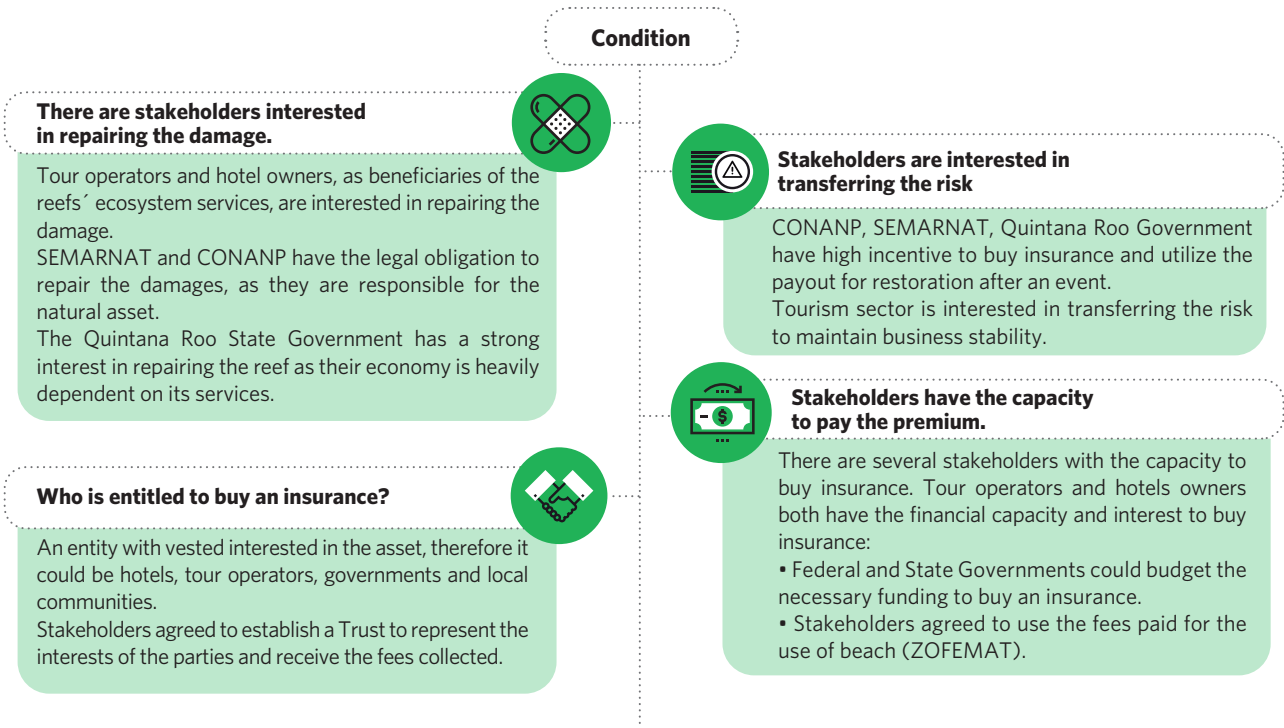 Condition
There are stakeholders interested
in repairing the damage.
Tour operators and hotel owners, as beneficiaries of the
reefs´ ecosystem services, are interested in repairing the
damage.
SEMARNAT and CONANP have the legal obligation to
repair the damages, as they are responsible for the
natural asset.
The Quintana Roo State Government has a strong
interest in repairing the reef as their economy is heavily
dependent on its services.
Stakeholders are interested in
transferring the risk
CONANP, SEMARNAT, Quintana Roo Government
have high incentive to buy insurance and utilize the
payout for restoration after an event.
Tourism sector is interested in transferring the risk
to maintain business stability.
Stakeholders have the capacity
to pay the premium.
There are several stakeholders with the capacity to
buy insurance. Tour operators and hotels owners
both have the financial capacity and interest to buy
insurance:
• Federal and State Governments could budget the
necessary funding to buy an insurance.
• Stakeholders agreed to use the fees paid for the
use of beach (ZOFEMAT).
Who is entitled to buy an insurance?
An entity with vested interested in the asset, therefore it
could be hotels, tour operators, governments and local
communities.
Stakeholders agreed to establish a Trust to represent the
interests of the parties and receive the fees collected.